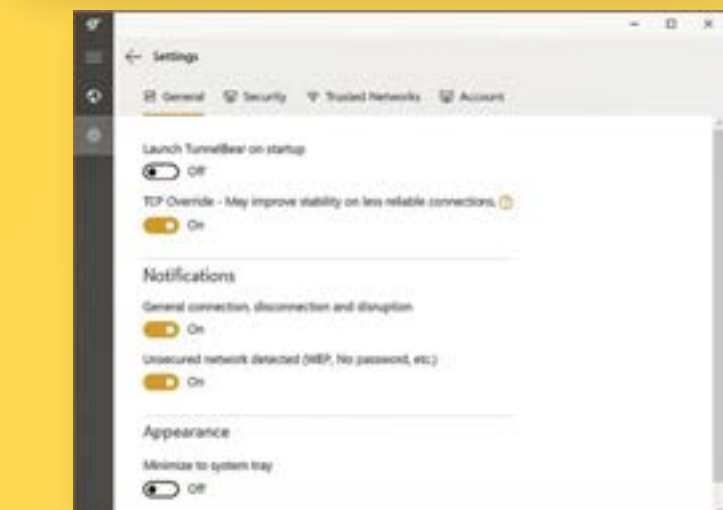 Settings
General Security Trusted Networks Account
Launch TunnelBear on startup
Off
TCP Override - May improve stability on less reliable connections. ?
On
Notifications
General connection, disconnection and disruption
On
Unsecured network detected (WEP, No password, etc.)
On
Appearance
Minimize to system tray
Off